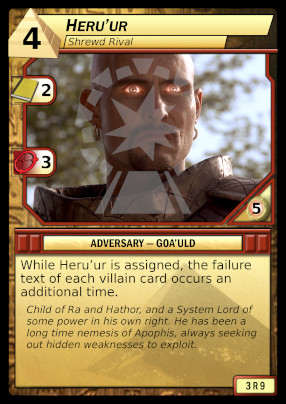 HERU'UR
4
Shrewd Rival
2
3
5
ADVERSARY – GOA'ULD
While Heru'ur is assigned, the failure
text of each villain card occurs an
additional time.
Child of Ra and Hathor, and a System Lord of
some power in his own right. He has been a
long time nemesis of Apophis, always seeking
out hidden weaknesses to exploit.
3 R 9